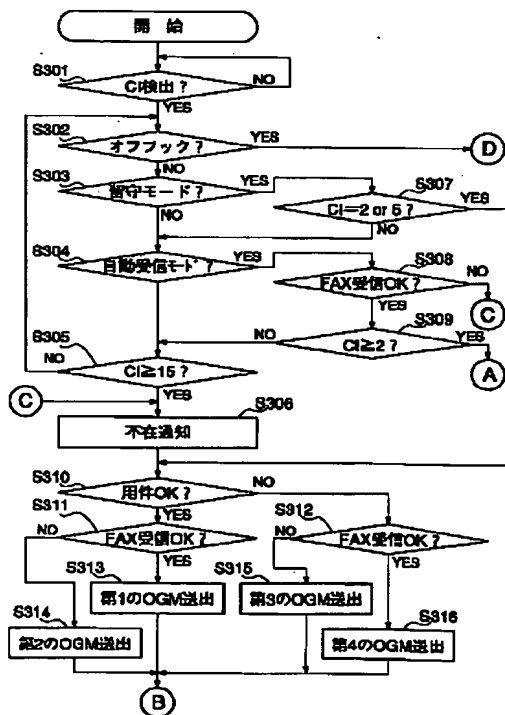 開始
S301
CI検出？
NO
YES
S302
オフフック？
YES
D
NO
S303
留守モード？
YES
S307
CI＝2 or 5？
YES
NO
NO
S304
自動受信モード？
YES
S308
FAX受信OK？
NO
C
YES
S309
NO
CI≧2？
YES
A
S305
NO
CI≧15？
YES
C
S306
不在通知
S310
用件OK？
NO
YES
S311
NO
FAX受信OK？
YES
S312
NO
FAX受信OK？
YES
S313
第1のOGM送出
S315
第3のOGM送出
S314
第2のOGM送出
S316
第4のOGM送出
B